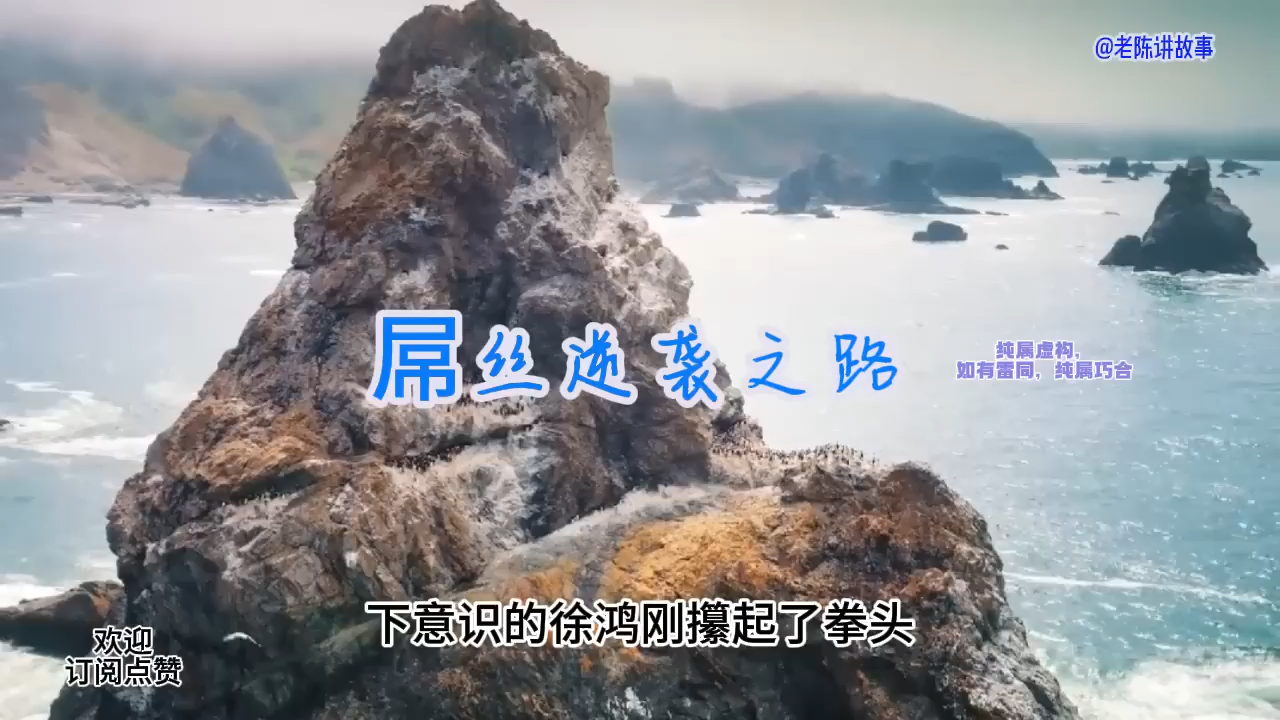 @老陈讲故事
屌丝逆袭之路
纯属虚构，
如有雷同，纯属巧合
下意识的徐鸿刚攥起了拳头
欢迎
订阅点赞